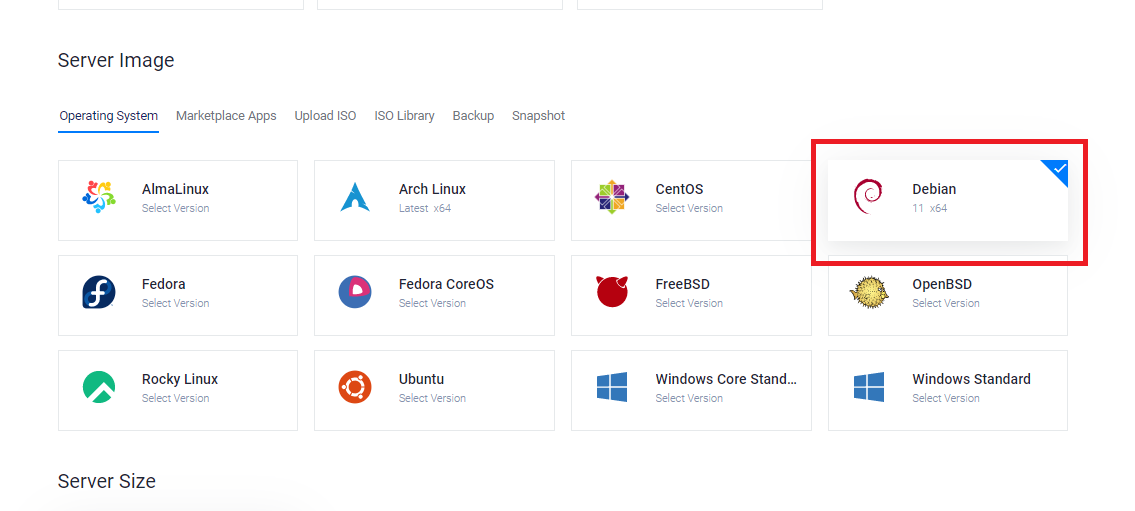 Server Image
Operating System Marketplace Apps Upload ISO ISO Library Backup Snapshot
AlmaLinux
Select Version
Arch Linux
Latest x64
CentOS
Select Version
Debian
11 x64
Fedora
Select Version
Fedora CoreOS
Select Version
FreeBSD
Select Version
OpenBSD
Select Version
Rocky Linux
Select Version
Ubuntu
Select Version
Windows Core Stand...
Select Version
Windows Standard
Select Version
Server Size